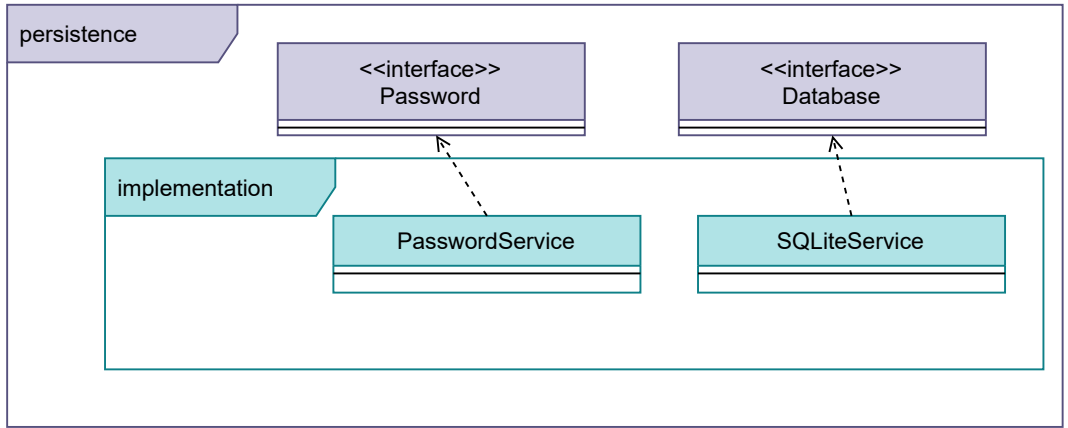 persistence
<<interface>>
Password
<<interface>>
Database
implementation
PasswordService
SQLiteService